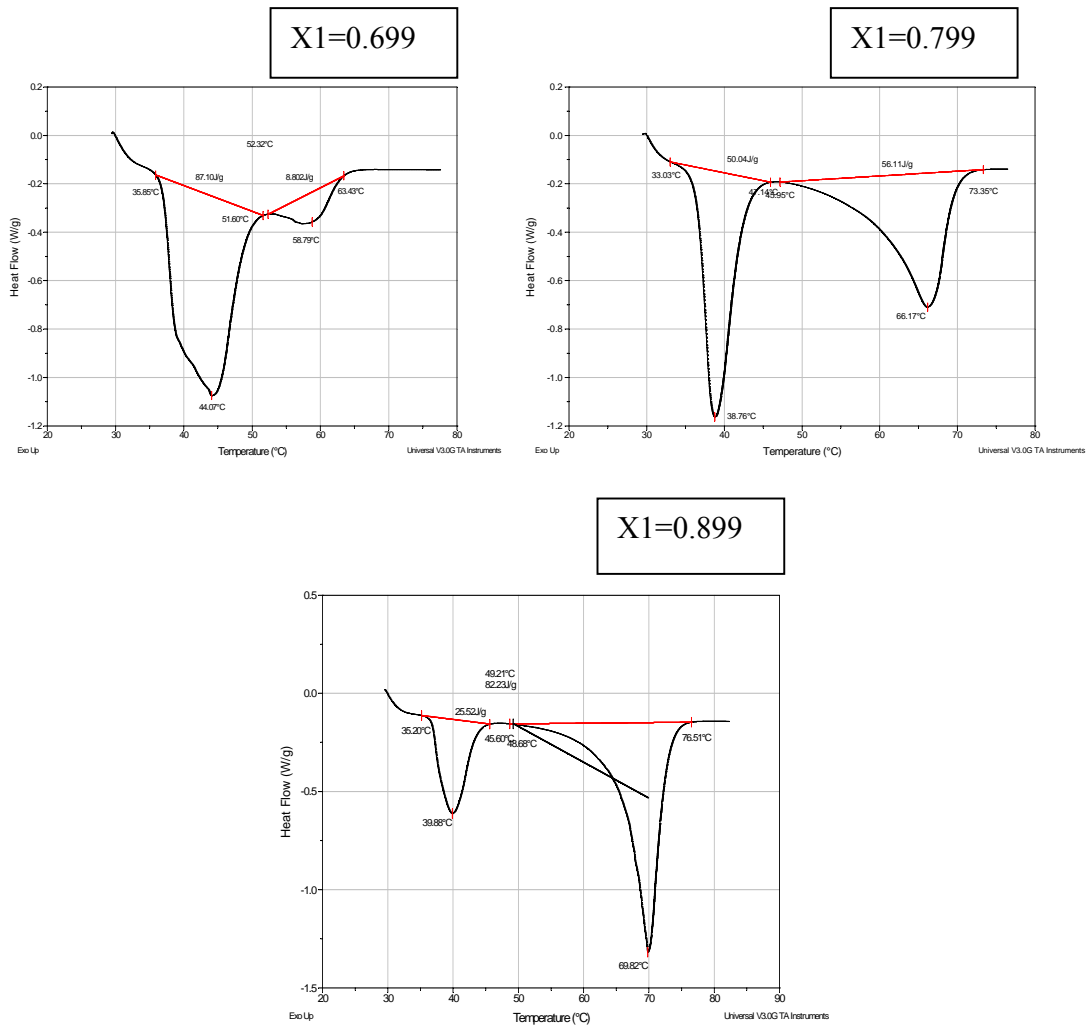 X1=0.699
0.2
0.0
-0.2
-0.4
-0.6
-0.8
-1.0
-1.2
Heat Flow (W/g)
52.32°C
87.10J/g
8.802J/g
35.85°C
51.60°C
63.43°C
58.79°C
44.07°C
20 30 40 50 60 70 80
Exo Up Temperature (°C) Universal V3.0G TA Instruments
X1=0.799
0.2
0.0
-0.2
-0.4
-0.6
-0.8
-1.0
-1.2
Heat Flow (W/g)
50.04J/g
56.11J/g
33.03°C
47.14°C
45.95°C
73.35°C
66.17°C
38.76°C
20 30 40 50 60 70 80
Exo Up Temperature (°C) Universal V3.0G TA Instruments
X1=0.899
0.5
0.0
-0.5
-1.0
-1.5
Heat Flow (W/g)
49.21°C
82.23J/g
25.52J/g
35.20°C
45.60°C
48.68°C
76.51°C
39.88°C
69.82°C
20 30 40 50 60 70 80 90
Exo Up Temperature (°C) Universal V3.0G TA Instruments